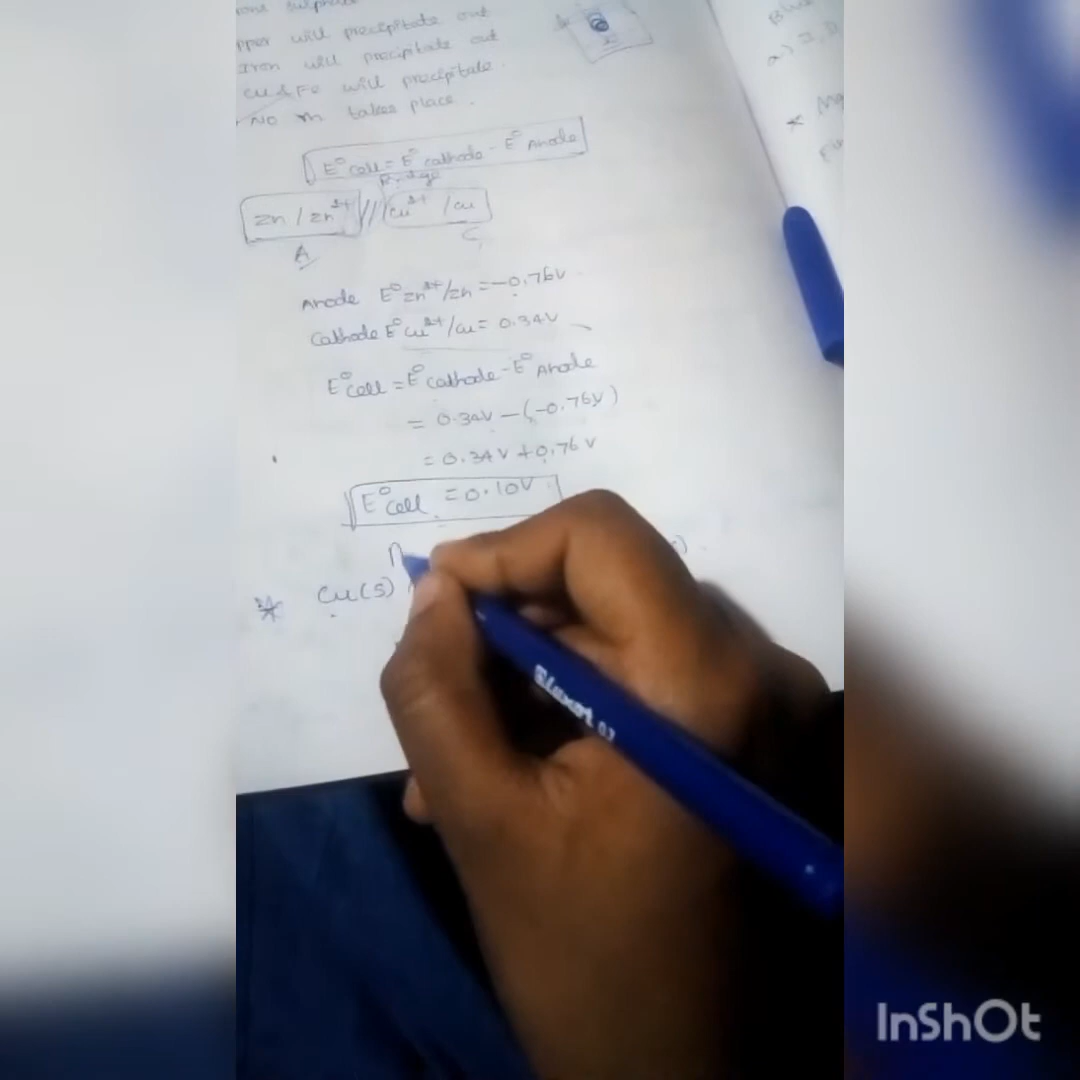 pper will precipitate out
Iron will precipitate out
Cu & Fe will precipitate.
NO rn takes place.
E° cell = E° cathode - E° Anode
Zn / Zn²⁺ // Cu²⁺ / Cu
A C
Anode E° Zn²⁺/Zn = -0.76V
Cathode E° Cu²⁺/Cu = 0.34V
E° cell = E° cathode - E° Anode
= 0.34V - (-0.76V)
= 0.34V + 0.76V
E° cell = 0.10V
Cu(s)
InShOt